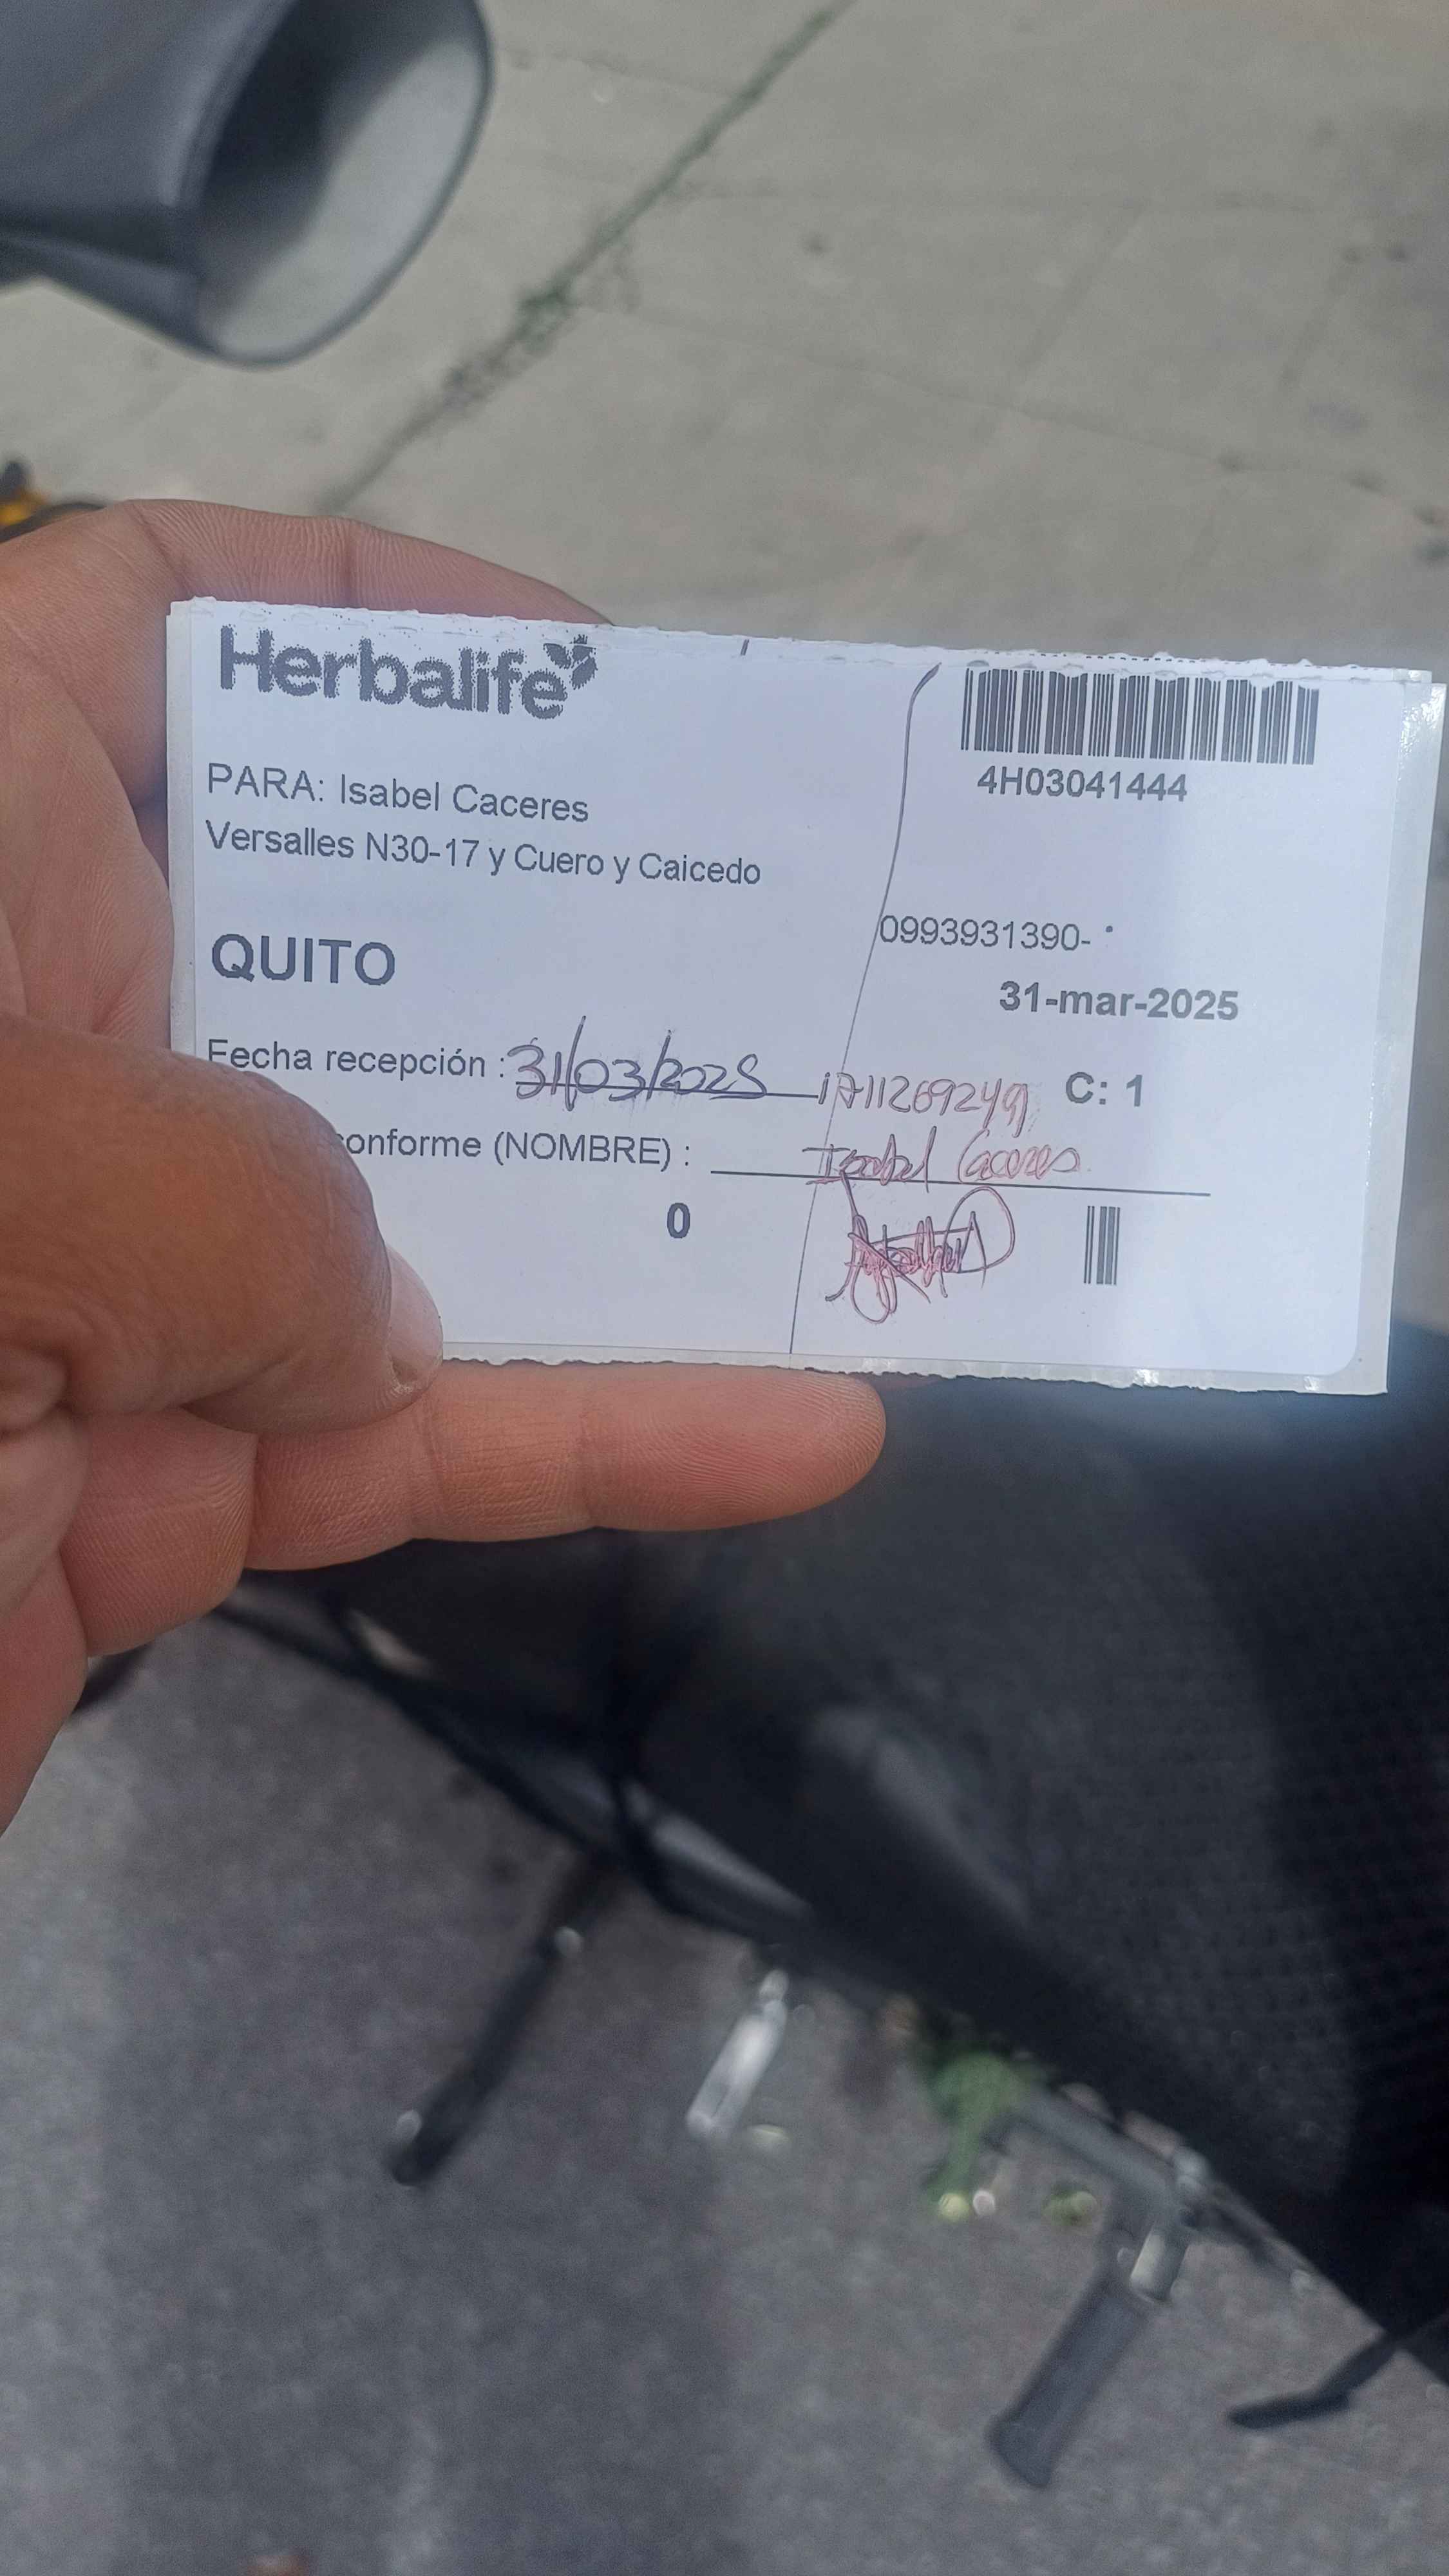 Herbalife
4H03041444
PARA: Isabel Caceres
Versalles N30-17 y Cuero y Caicedo
0993931390-
QUITO
31-mar-2025
Fecha recepción : 31/03/2025 1711269249 C: 1
conforme (NOMBRE) : Isabel Caceres
0